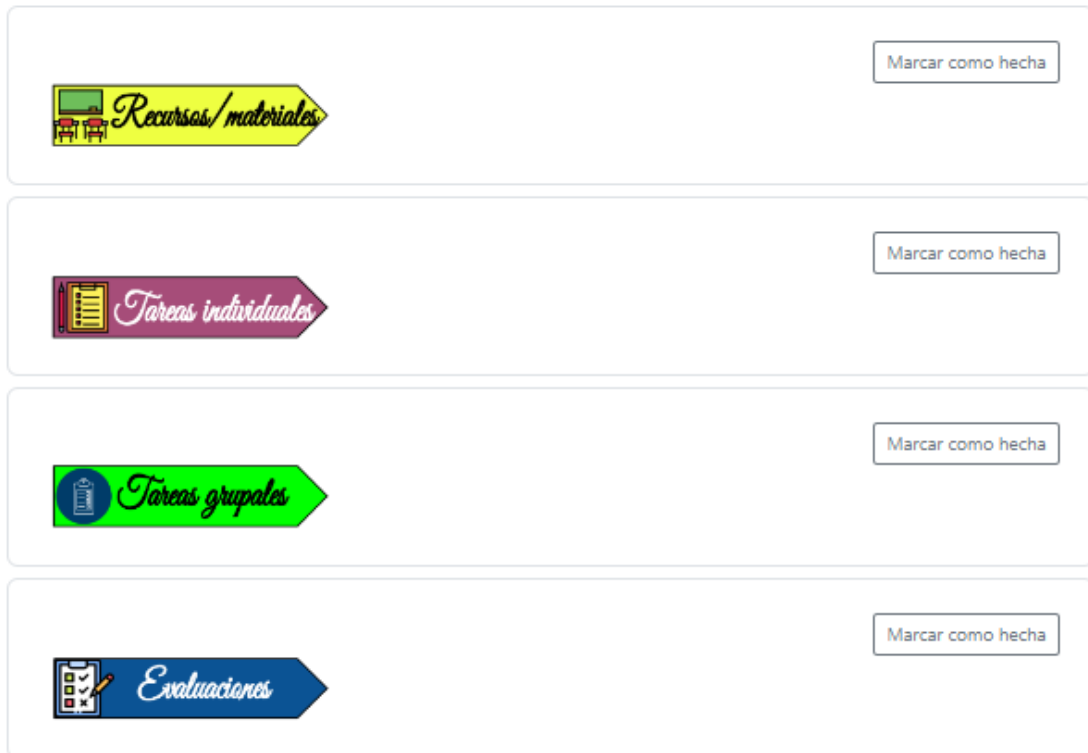 Marcar como hecha
Recursos/materiales
Marcar como hecha
Tareas individuales
Marcar como hecha
Tareas grupales
Marcar como hecha
Evaluaciones